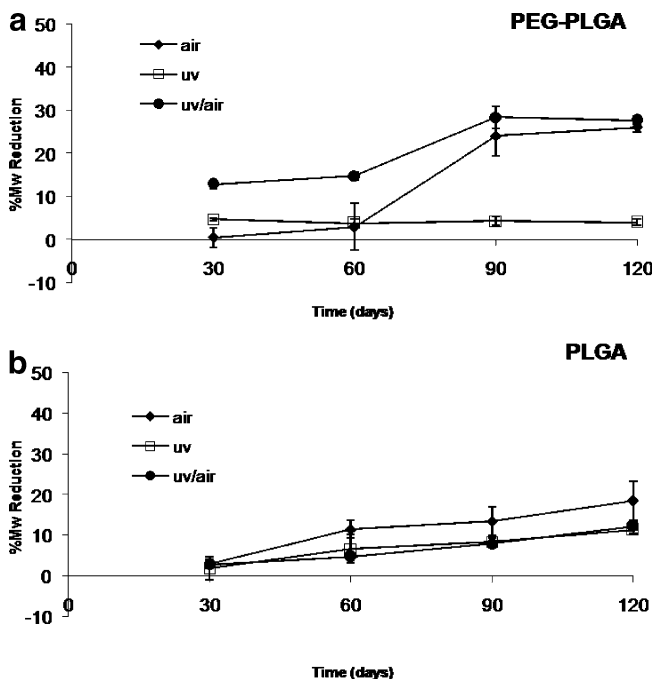 a
PEG-PLGA
50
40
30
20
10
0
-10
air
uv
uv/air
%Mw Reduction
0 30 60 90 120
Time (days)
b
PLGA
50
40
30
20
10
0
-10
air
uv
uv/air
%Mw Reduction
0 30 60 90 120
Time (days)